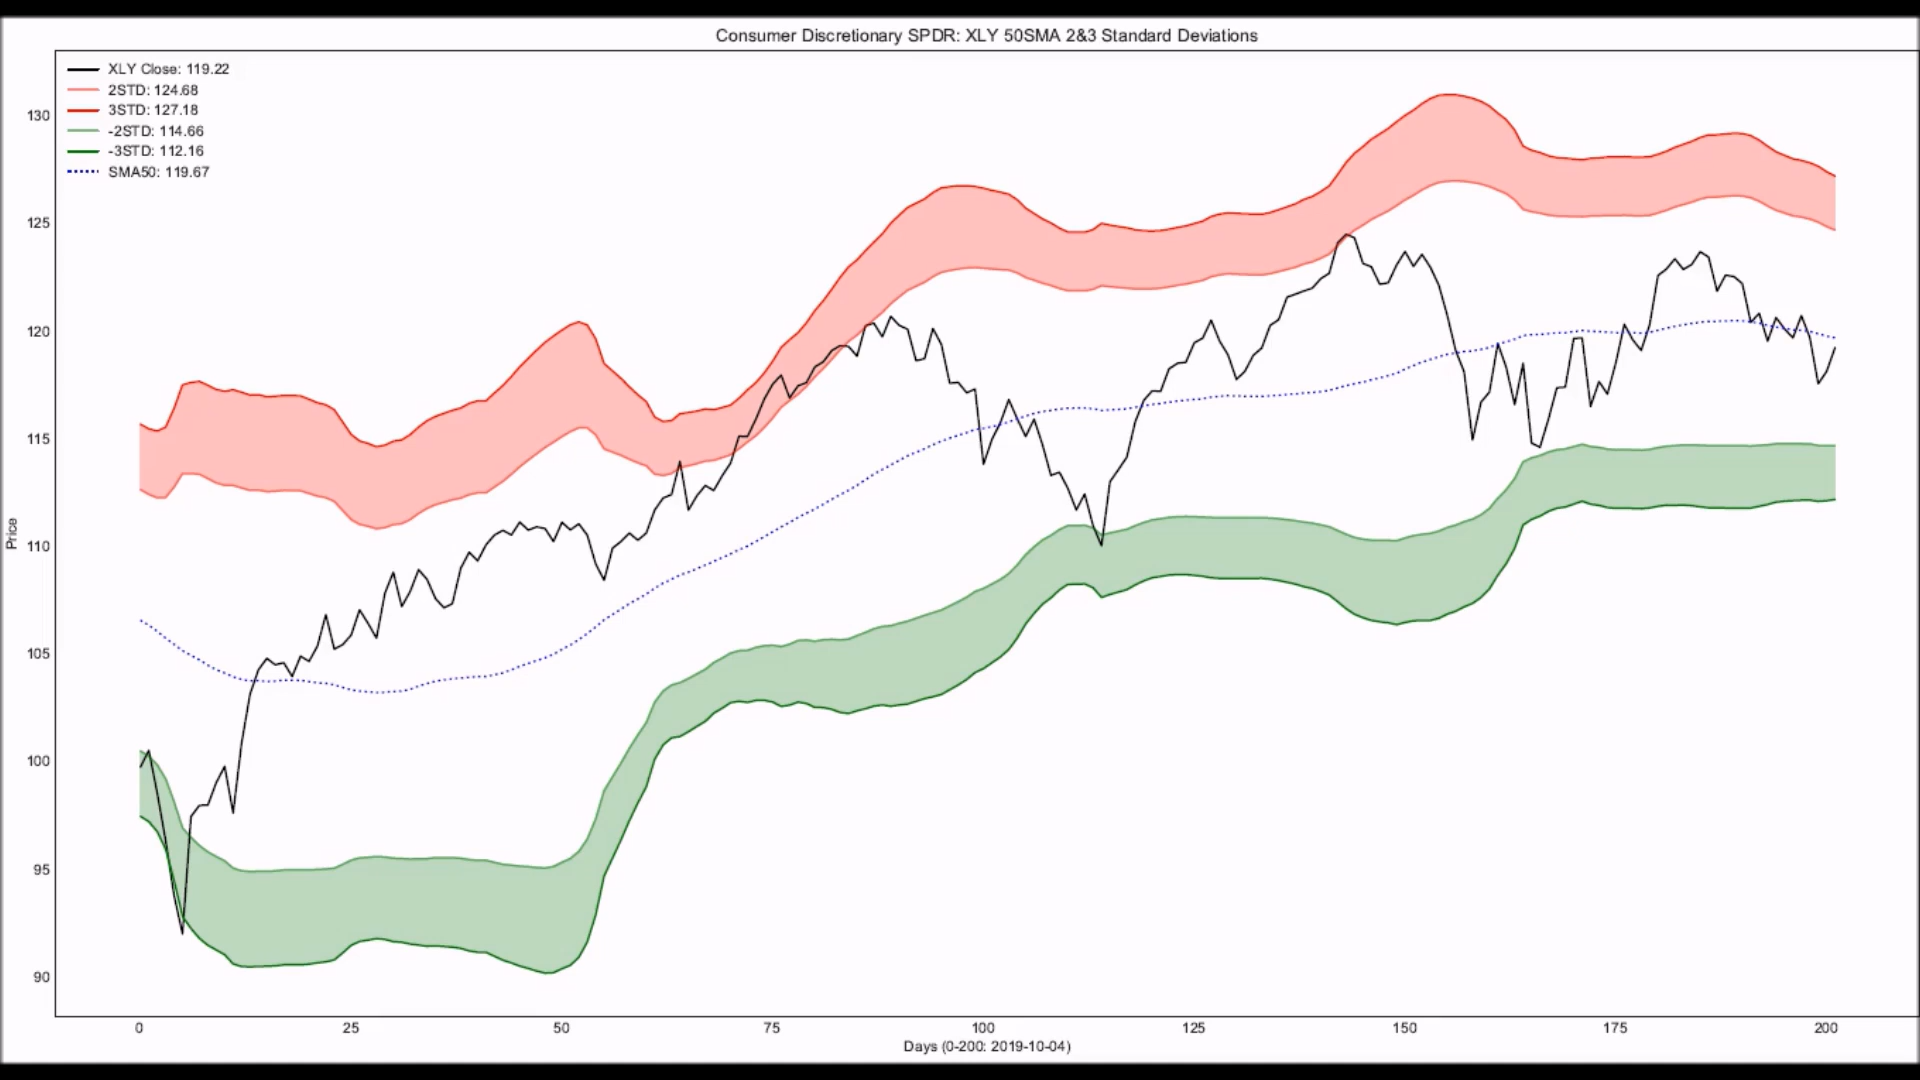 Consumer Discretionary SPDR: XLY 50SMA 2&3 Standard Deviations
XLY Close: 119.22
2STD: 124.68
3STD: 127.18
-2STD: 114.66
-3STD: 112.16
SMA50: 119.67
130
125
120
115
110
105
100
95
90
Price
0 25 50 75 100 125 150 175 200
Days (0-200: 2019-10-04)